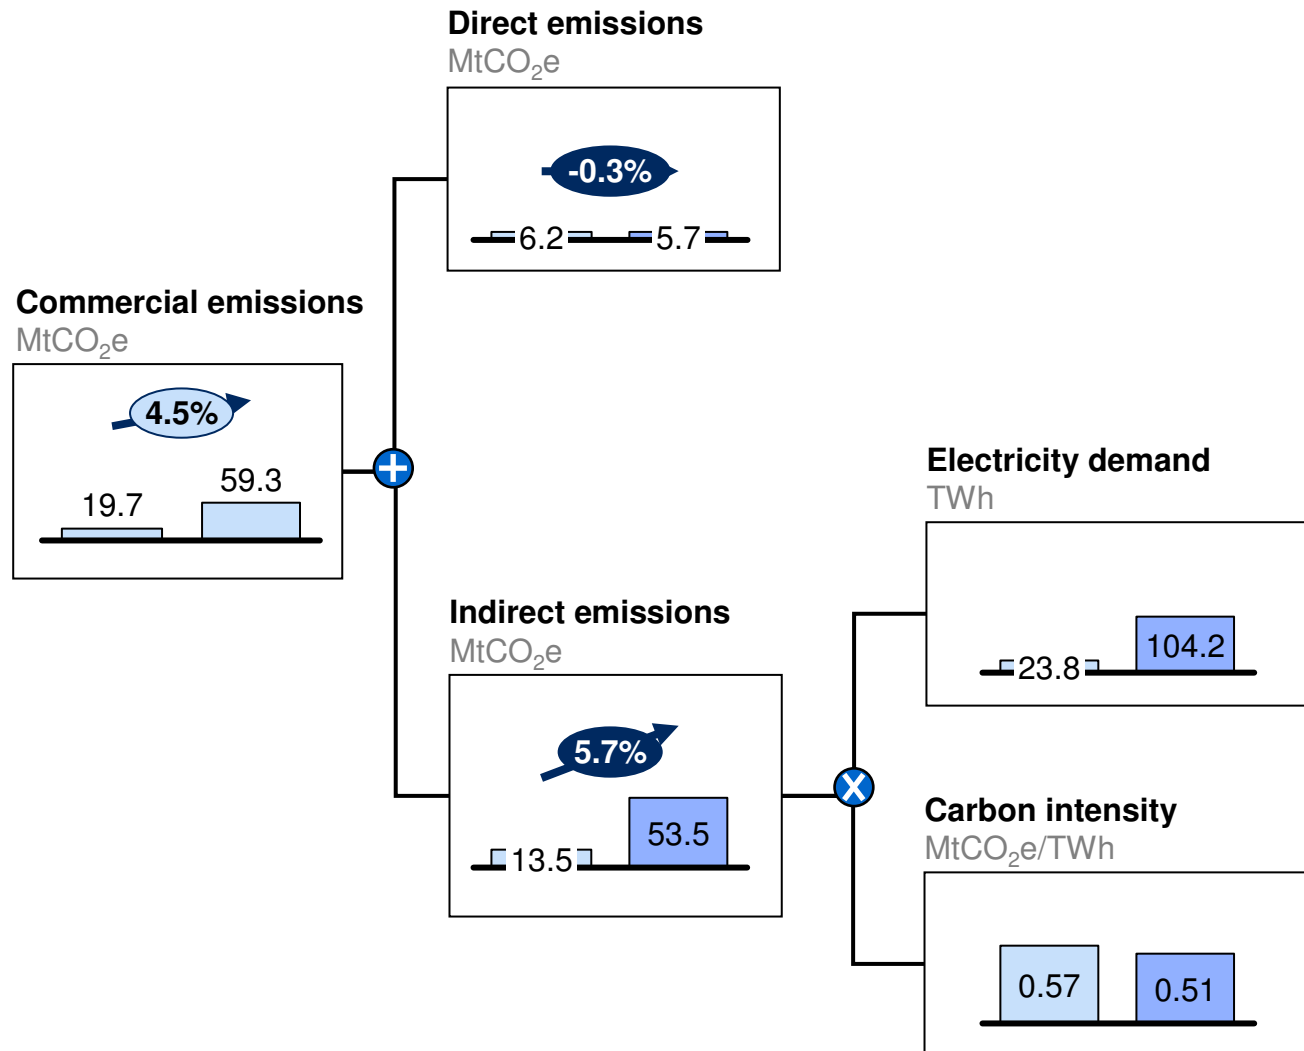 Direct emissions
MtCO₂e
-0.3%
6.2
5.7
Commercial emissions
MtCO₂e
4.5%
19.7
59.3
+
Indirect emissions
MtCO₂e
5.7%
13.5
53.5
x
Electricity demand
TWh
23.8
104.2
Carbon intensity
MtCO₂e/TWh
0.57
0.51